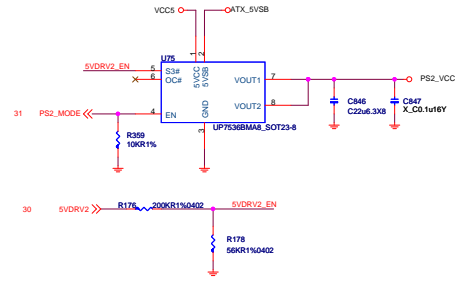 VCC5
ATX_5VSB
U75
1
2
5VDRV2_EN
5
S3#
5VCC
5VSB
VOUT1
7
PS2_VCC
6
OC#
31
PS2_MODE
4
EN
GND
VOUT2
8
C846
C22u6.3X8
C847
X_C0.1u16Y
3
UP7536BMA8_SOT23-8
R359
10KR1%
30
5VDRV2
R176
200KR1%0402
5VDRV2_EN
R178
56KR1%0402